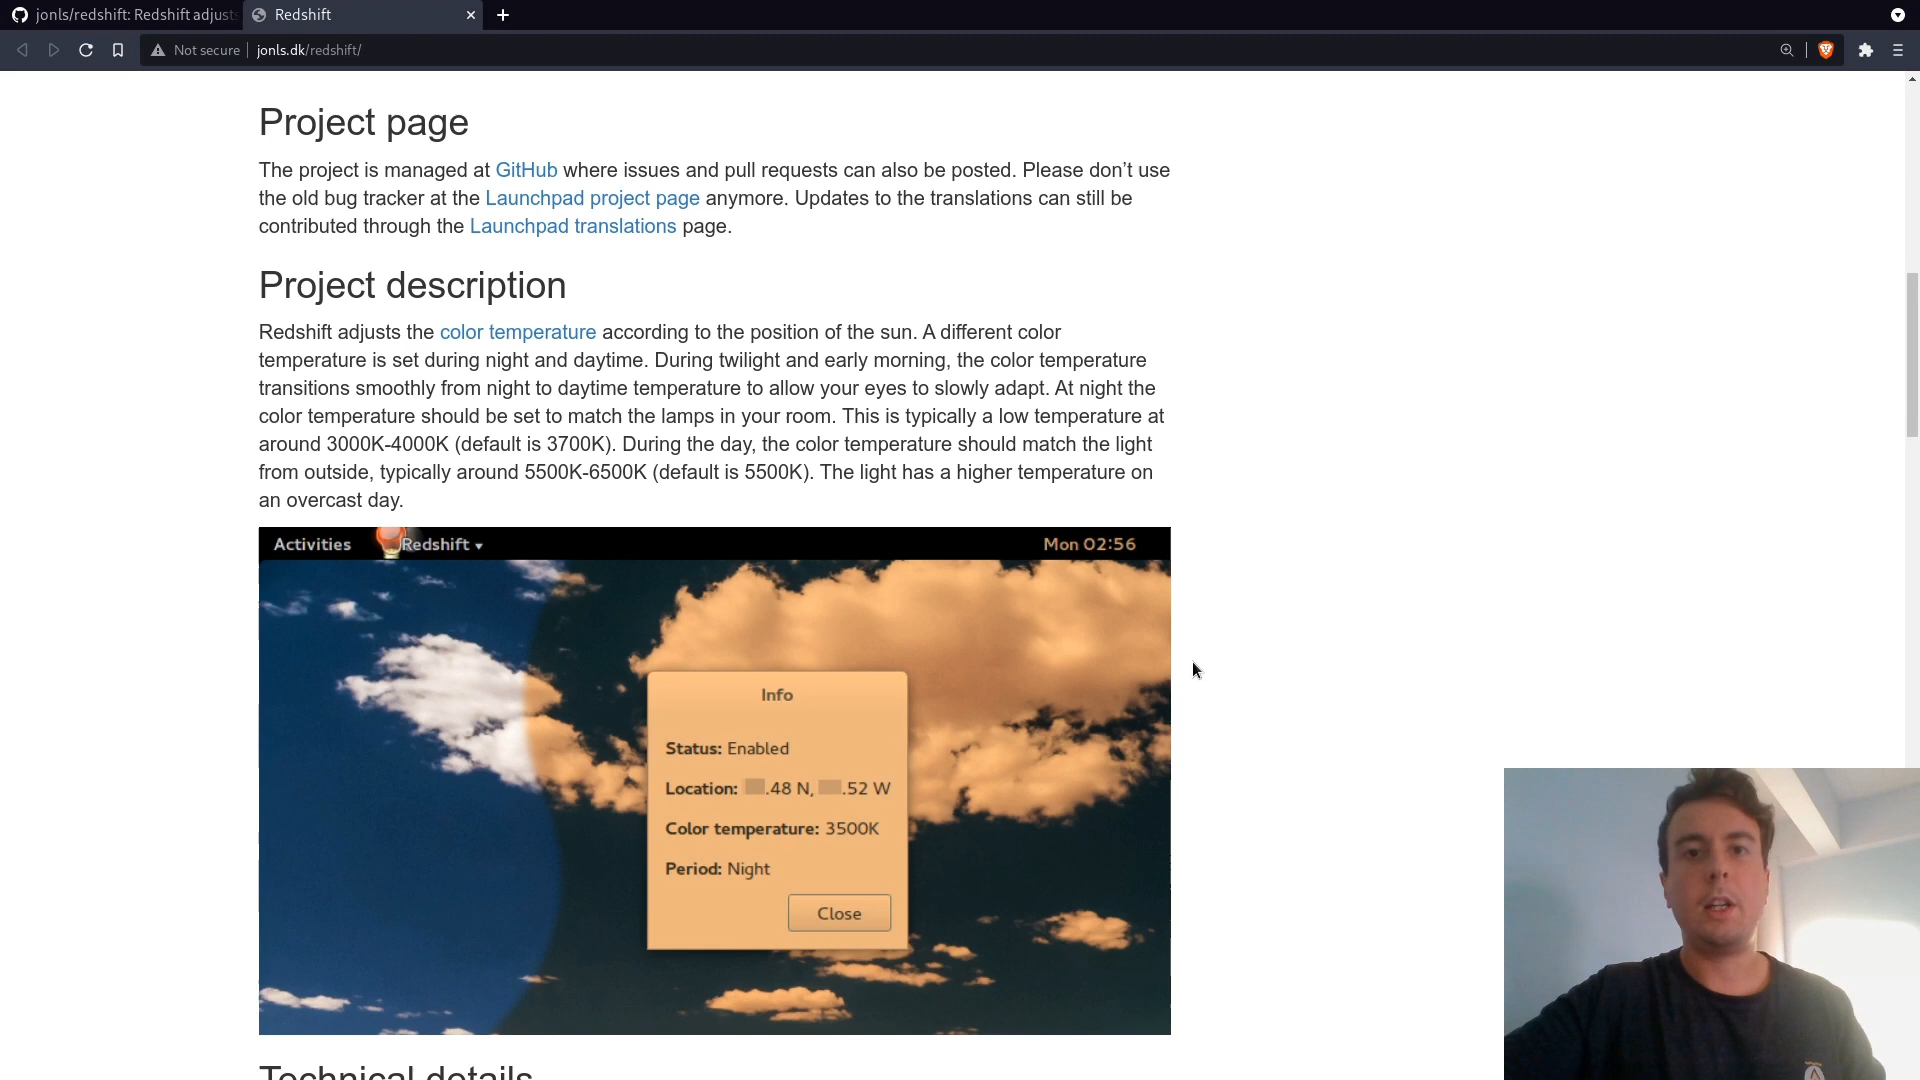 jonls/redshift: Redshift adjusts
Redshift
Not secure
jonls.dk/redshift/
Project page
The project is managed at GitHub where issues and pull requests can also be posted. Please don’t use
the old bug tracker at the Launchpad project page anymore. Updates to the translations can still be
contributed through the Launchpad translations page.
Project description
Redshift adjusts the color temperature according to the position of the sun. A different color
temperature is set during night and daytime. During twilight and early morning, the color temperature
transitions smoothly from night to daytime temperature to allow your eyes to slowly adapt. At night the
color temperature should be set to match the lamps in your room. This is typically a low temperature at
around 3000K-4000K (default is 3700K). During the day, the color temperature should match the light
from outside, typically around 5500K-6500K (default is 5500K). The light has a higher temperature on
an overcast day.
Activities Redshift Mon 02:56
Info
Status: Enabled
Location: .48 N, .52 W
Color temperature: 3500K
Period: Night
Close
Technical details